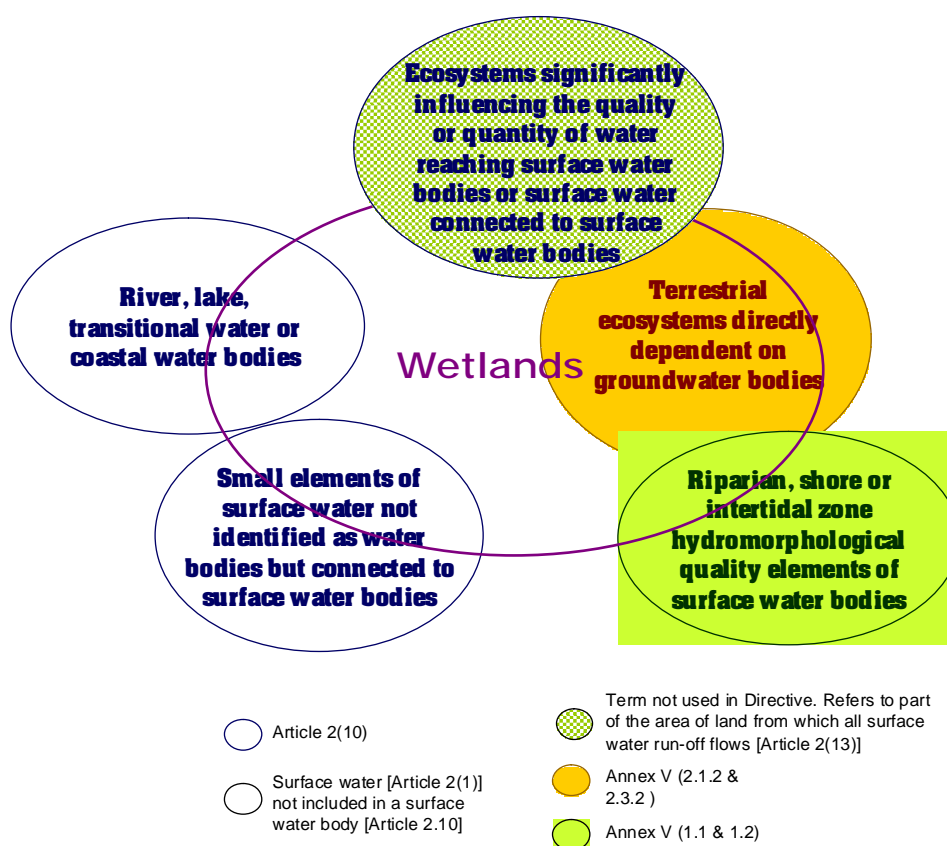 Ecosystems significantly
influencing the quality
or quantity of water
reaching surface water
bodies or surface water
connected to surface
water bodies
River, lake,
transitional water or
coastal water bodies
Terrestrial
ecosystems directly
dependent on
groundwater bodies
Wetlands
Small elements of
surface water not
identified as water
bodies but connected to
surface water bodies
Riparian, shore or
intertidal zone
hydromorphological
quality elements of
surface water bodies
Article 2(10)
Surface water [Article 2(1)]
not included in a surface
water body [Article 2.10]
Term not used in Directive. Refers to part
of the area of land from which all surface
water run-off flows [Article 2(13)]
Annex V (2.1.2 &
2.3.2 )
Annex V (1.1 & 1.2)